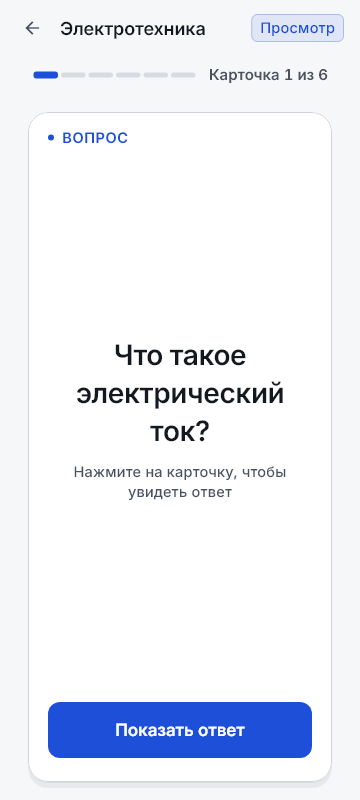 Электротехника
Просмотр
Карточка 1 из 6
ВОПРОС
Что такое
электрический
ток?
Нажмите на карточку, чтобы
увидеть ответ
Показать ответ